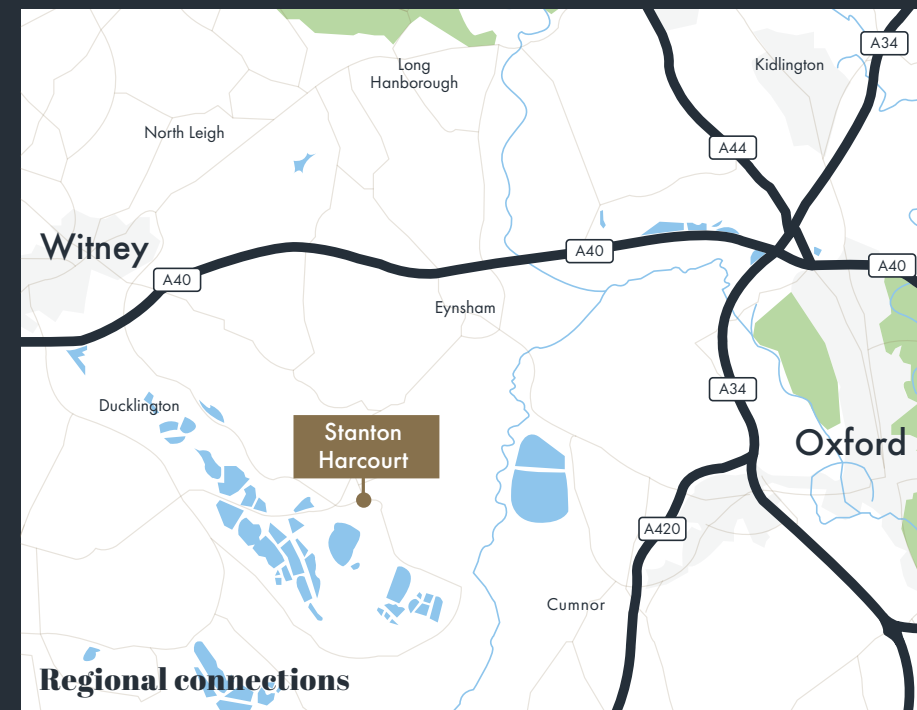 A34
Kidlington
Long
Hanborough
North Leigh
A44
Witney
A40
A40
A40
Eynsham
A34
Ducklington
Stanton
Harcourt
Oxford
A420
Cumnor
Regional connections